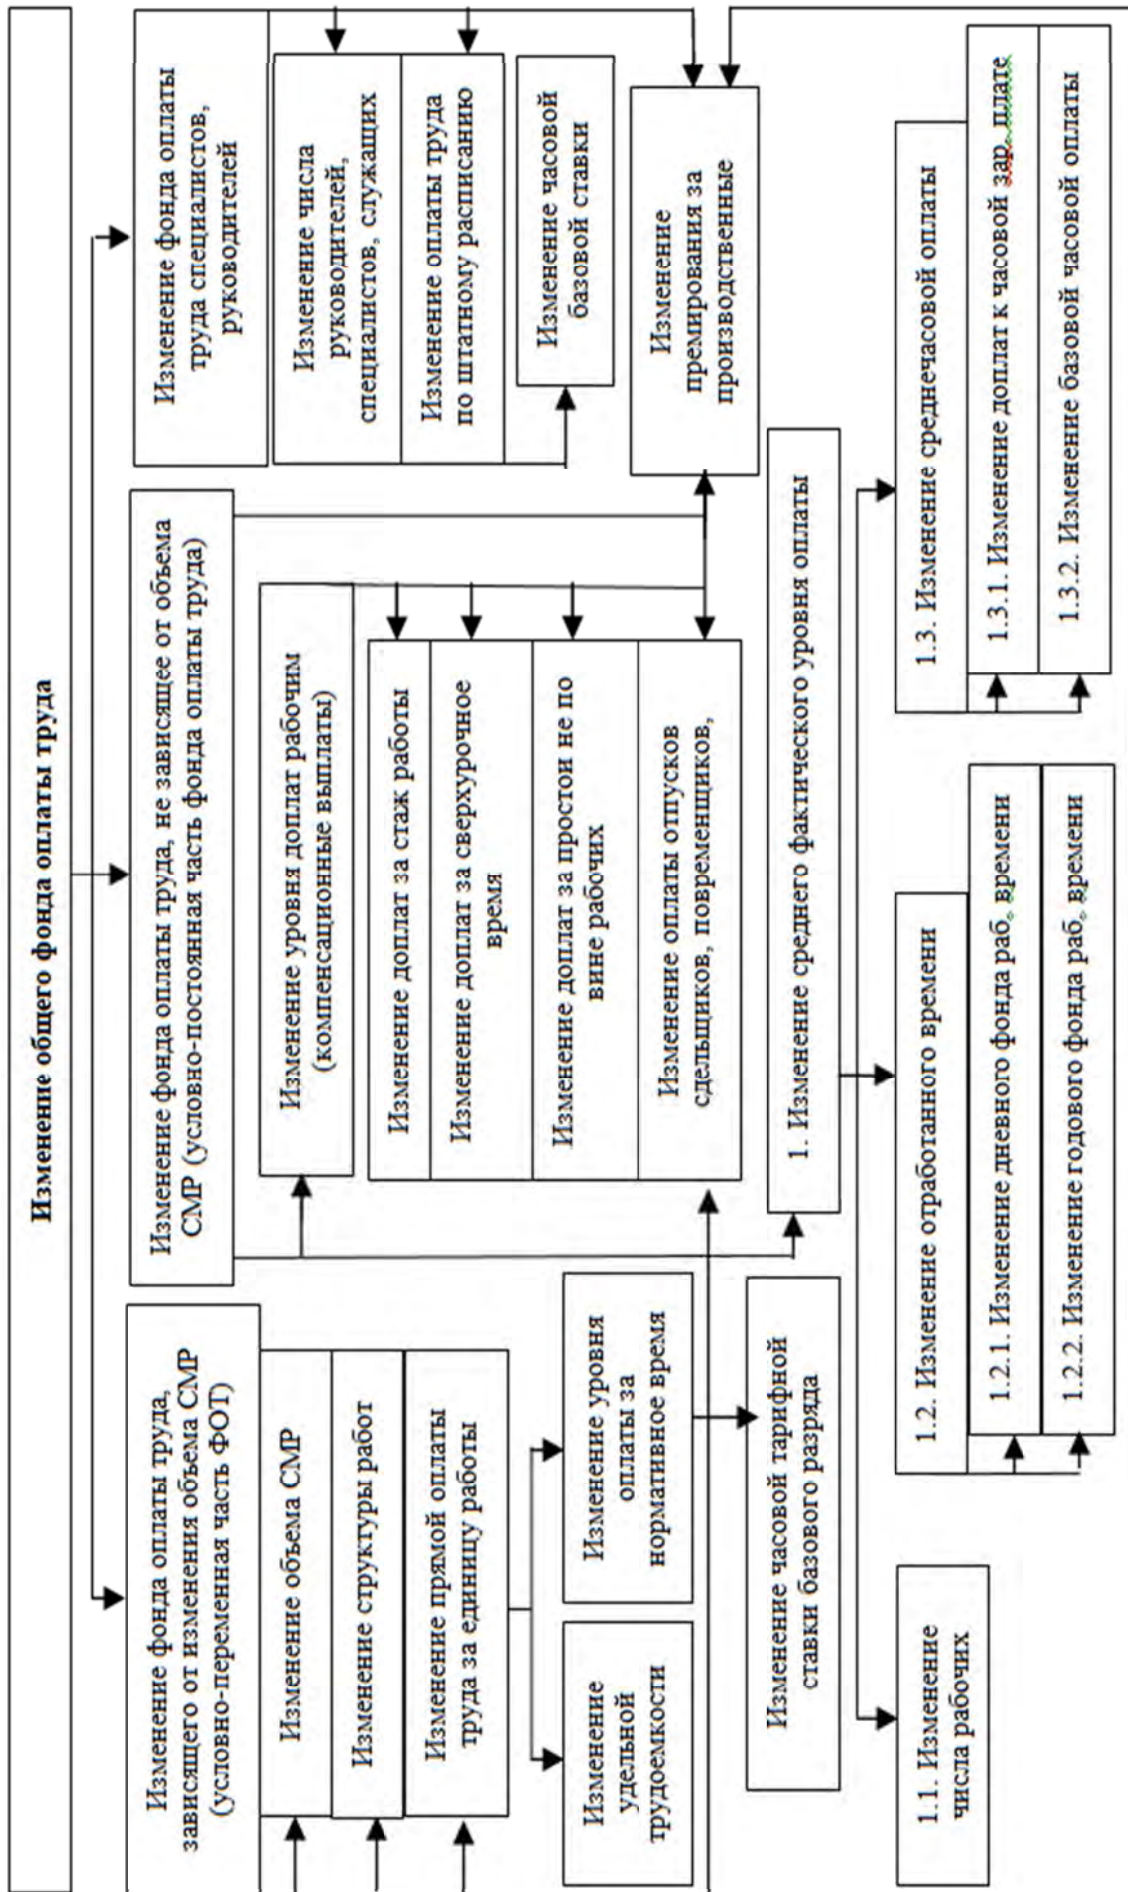 Изменение общего фонда оплаты труда
Изменение фонда оплаты труда,
зависящего от изменения объема СМР
(условно-переменная часть ФОТ)
Изменение объема СМР
Изменение структуры работ
Изменение прямой оплаты
труда за единицу работы
Изменение
удельной
трудоемкости
Изменение уровня
оплаты за
нормативное время
Изменение часовой тарифной
ставки базового разряда
Изменение фонда оплаты труда, не зависящее от объема
СМР (условно-постоянная часть фонда оплаты труда)
Изменение уровня доплат рабочим
(компенсационные выплаты)
Изменение доплат за стаж работы
Изменение доплат за сверхурочное
время
Изменение доплат за простои не по
вине рабочих
Изменение оплаты отпусков
сдельщиков, повременщиков,
Изменение фонда оплаты
труда специалистов,
руководителей
Изменение числа
руководителей,
специалистов, служащих
Изменение оплаты труда
по штатному расписанию
Изменение часовой
базовой ставки
Изменение
премирования за
производственные
1. Изменение среднего фактического уровня оплаты
1.1. Изменение
числа рабочих
1.2. Изменение отработанного времени
1.2.1. Изменение дневного фонда раб. времени
1.2.2. Изменение годового фонда раб. времени
1.3. Изменение среднечасовой оплаты
1.3.1. Изменение доплат к часовой зар. плате
1.3.2. Изменение базовой часовой оплаты